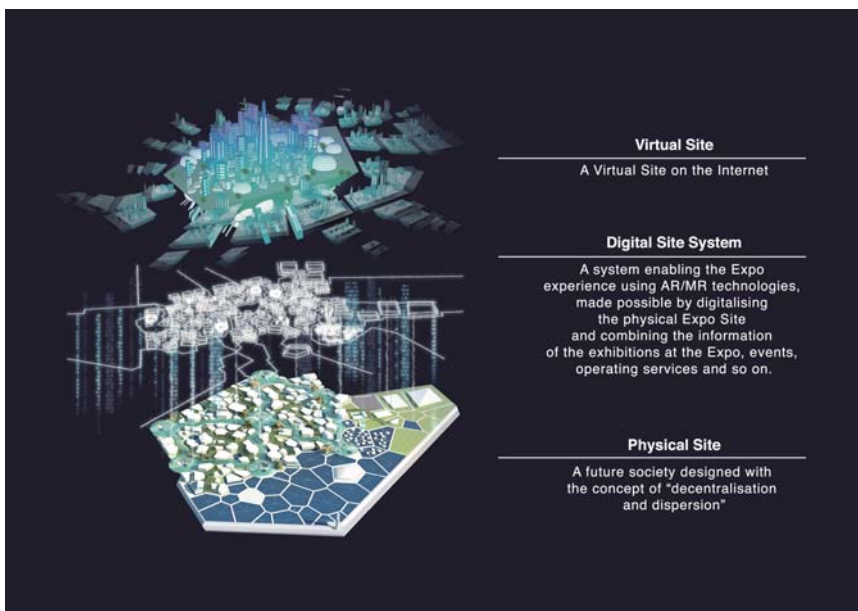 Virtual Site
A Virtual Site on the Internet
Digital Site System
A system enabling the Expo
experience using AR/MR technologies,
made possible by digitalising
the physical Expo Site
and combining the information
of the exhibitions at the Expo, events,
operating services and so on.
Physical Site
A future society designed with
the concept of "decentralisation
and dispersion"